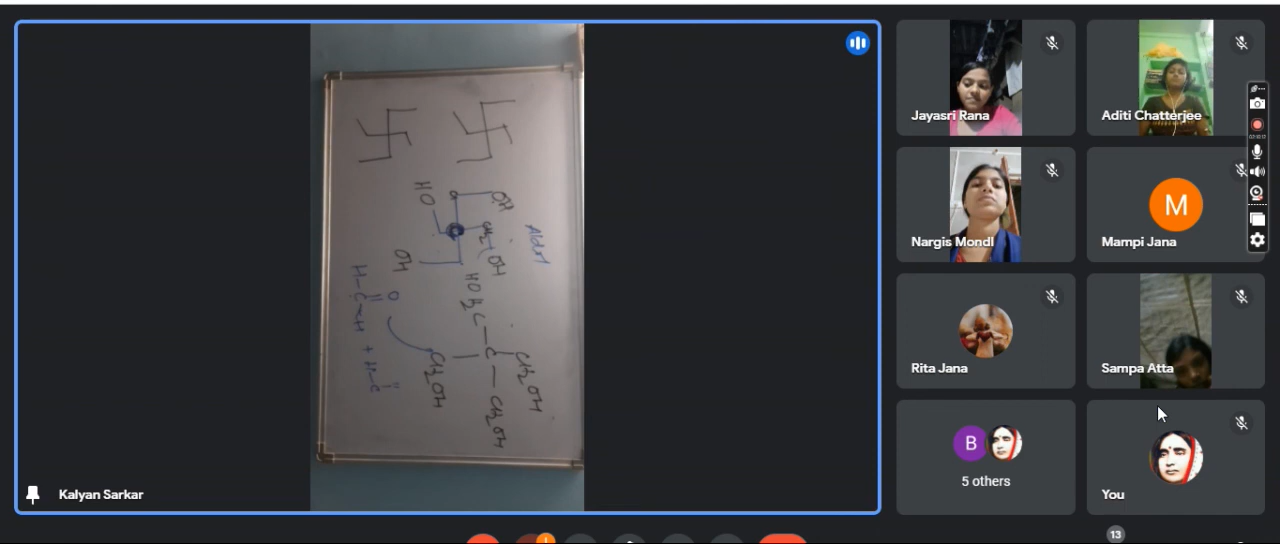 OH
HO
CH₂OH
Aldol
OH
HOH₂C—C—CH₂OH
CH₂OH
CH₂OH
O
H—C—H + H—C
Kalyan Sarkar
Jayasri Rana
Aditi Chatterjee
Nargis Mondl
M
Mampi Jana
Rita Jana
Sampa Atta
B
5 others
You
13